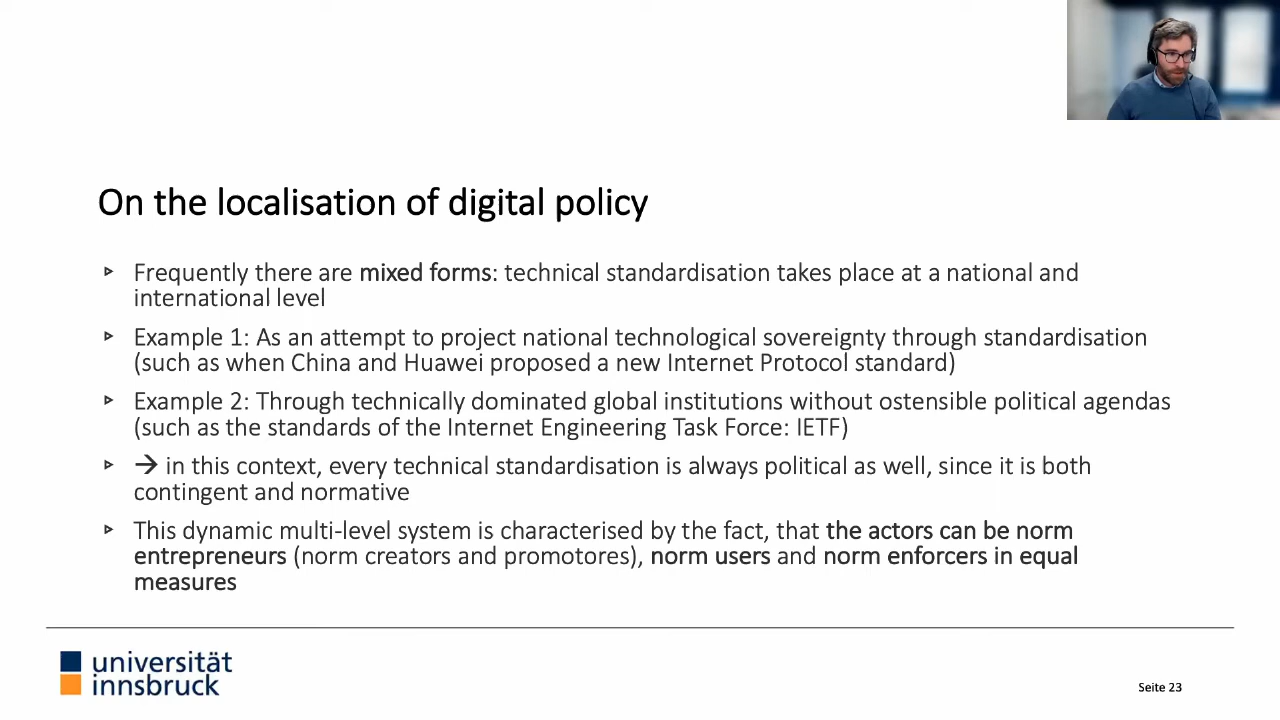 On the localisation of digital policy
▹ Frequently there are mixed forms: technical standardisation takes place at a national and
international level
▹ Example 1: As an attempt to project national technological sovereignty through standardisation
(such as when China and Huawei proposed a new Internet Protocol standard)
▹ Example 2: Through technically dominated global institutions without ostensible political agendas
(such as the standards of the Internet Engineering Task Force: IETF)
▹ → in this context, every technical standardisation is always political as well, since it is both
contingent and normative
▹ This dynamic multi-level system is characterised by the fact, that the actors can be norm
entrepreneurs (norm creators and promotores), norm users and norm enforcers in equal
measures
universität
innsbruck
Seite 23